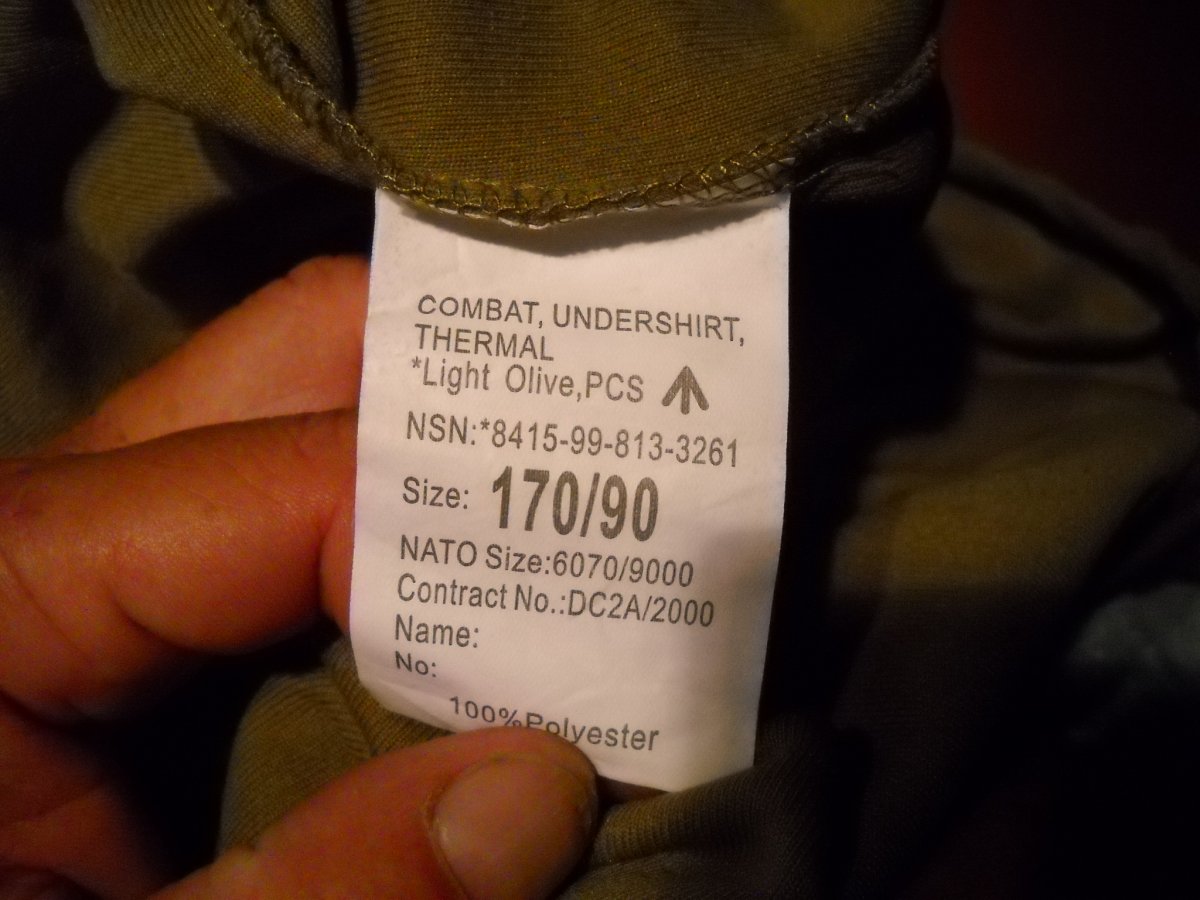 COMBAT, UNDERSHIRT,
THERMAL
*Light Olive,PCS
NSN:*8415-99-813-3261
Size: 170/90
NATO Size:6070/9000
Contract No.:DC2A/2000
Name:
No:
100%Polyester